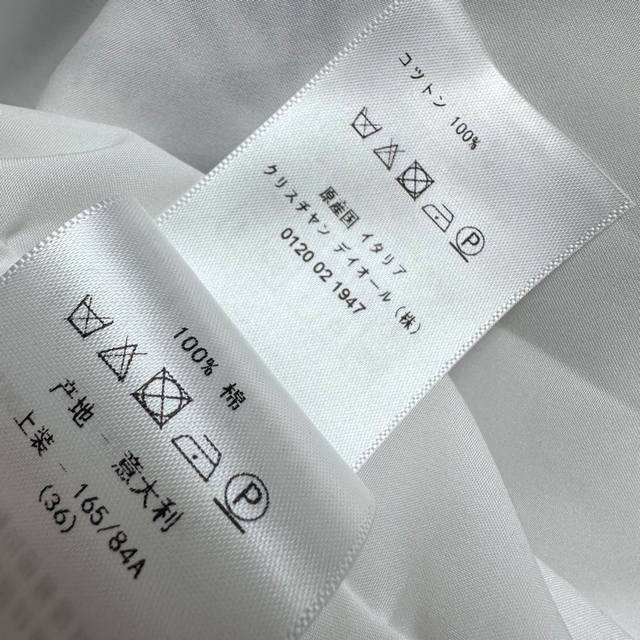 コットン 100%
P
原産国 イタリア
クリスチャン デイオール (株)
0120 02 1947
100% 棉
P
产地 - 意大利
上装 - 165/84A
(36)